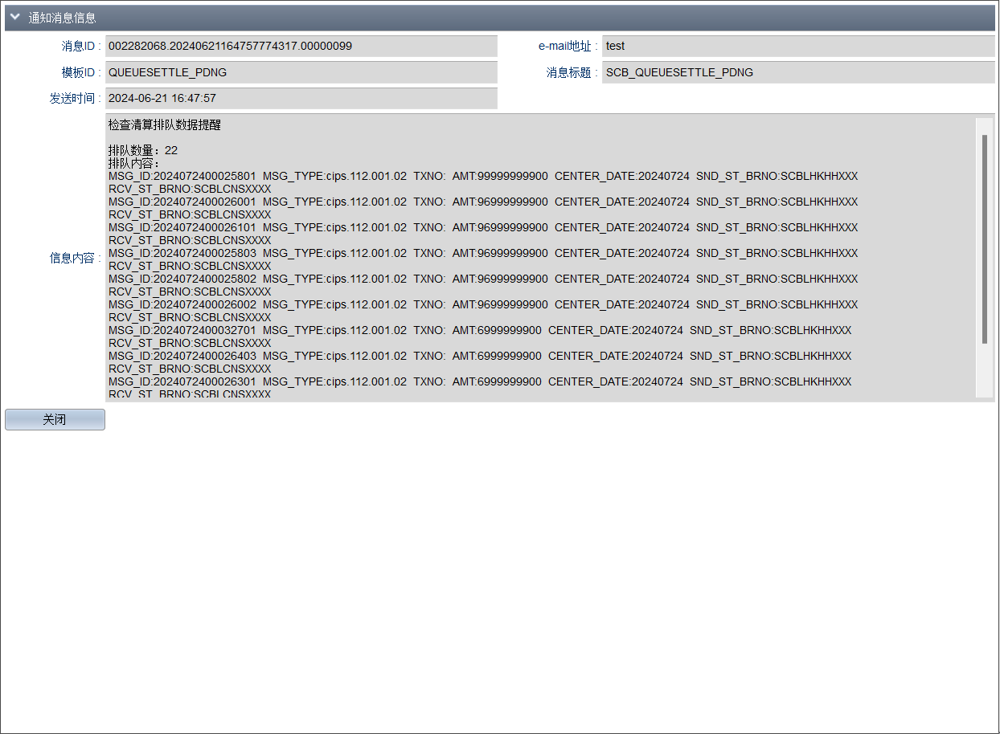 通知消息信息
消息ID : 002282068.20240621164757774317.00000099 e-mail地址 : test
模板ID : QUEUESETTLE_PDNG 消息标题 : SCB_QUEUESETTLE_PDNG
发送时间 : 2024-06-21 16:47:57
检查清算排队数据提醒
排队数量：22
排队内容：
MSG_ID:2024072400025801 MSG_TYPE:cips.112.001.02 TXNO: AMT:99999999900 CENTER_DATE:20240724 SND_ST_BRNO:SCBLHKHHXXX
RCV_ST_BRNO:SCBLCNSXXXX
MSG_ID:2024072400026001 MSG_TYPE:cips.112.001.02 TXNO: AMT:96999999900 CENTER_DATE:20240724 SND_ST_BRNO:SCBLHKHHXXX
RCV_ST_BRNO:SCBLCNSXXXX
MSG_ID:2024072400026101 MSG_TYPE:cips.112.001.02 TXNO: AMT:96999999900 CENTER_DATE:20240724 SND_ST_BRNO:SCBLHKHHXXX
RCV_ST_BRNO:SCBLCNSXXXX
MSG_ID:2024072400025803 MSG_TYPE:cips.112.001.02 TXNO: AMT:96999999900 CENTER_DATE:20240724 SND_ST_BRNO:SCBLHKHHXXX
信息内容 : RCV_ST_BRNO:SCBLCNSXXXX
MSG_ID:2024072400025802 MSG_TYPE:cips.112.001.02 TXNO: AMT:96999999900 CENTER_DATE:20240724 SND_ST_BRNO:SCBLHKHHXXX
RCV_ST_BRNO:SCBLCNSXXXX
MSG_ID:2024072400026002 MSG_TYPE:cips.112.001.02 TXNO: AMT:96999999900 CENTER_DATE:20240724 SND_ST_BRNO:SCBLHKHHXXX
RCV_ST_BRNO:SCBLCNSXXXX
MSG_ID:2024072400032701 MSG_TYPE:cips.112.001.02 TXNO: AMT:6999999900 CENTER_DATE:20240724 SND_ST_BRNO:SCBLHKHHXXX
RCV_ST_BRNO:SCBLCNSXXXX
MSG_ID:2024072400026403 MSG_TYPE:cips.112.001.02 TXNO: AMT:6999999900 CENTER_DATE:20240724 SND_ST_BRNO:SCBLHKHHXXX
RCV_ST_BRNO:SCBLCNSXXXX
MSG_ID:2024072400026301 MSG_TYPE:cips.112.001.02 TXNO: AMT:6999999900 CENTER_DATE:20240724 SND_ST_BRNO:SCBLHKHHXXX
RCV_ST_BRNO:SCBLCNSXXXX
关闭